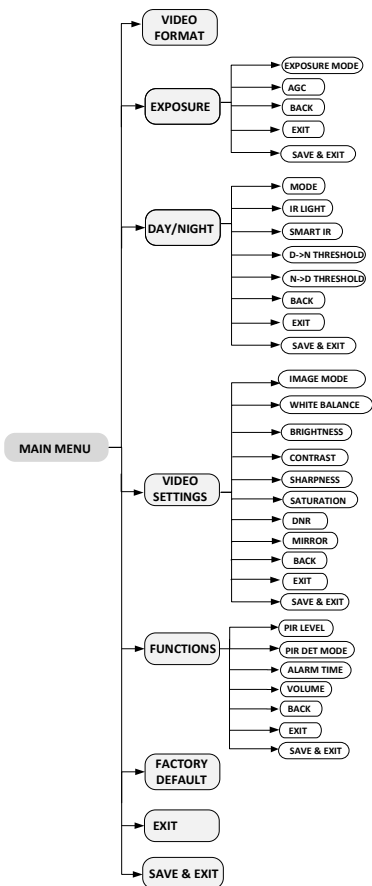 VIDEO
FORMAT
EXPOSURE MODE
AGC
EXPOSURE
BACK
EXIT
SAVE & EXIT
MODE
IR LIGHT
DAY/NIGHT
SMART IR
D->N THRESHOLD
N->D THRESHOLD
BACK
EXIT
SAVE & EXIT
IMAGE MODE
WHITE BALANCE
BRIGHTNESS
MAIN MENU
CONTRAST
VIDEO
SETTINGS
SHARPNESS
SATURATION
DNR
MIRROR
BACK
EXIT
SAVE & EXIT
PIR LEVEL
FUNCTIONS
PIR DET MODE
ALARM TIME
VOLUME
BACK
EXIT
SAVE & EXIT
FACTORY
DEFAULT
EXIT
SAVE & EXIT